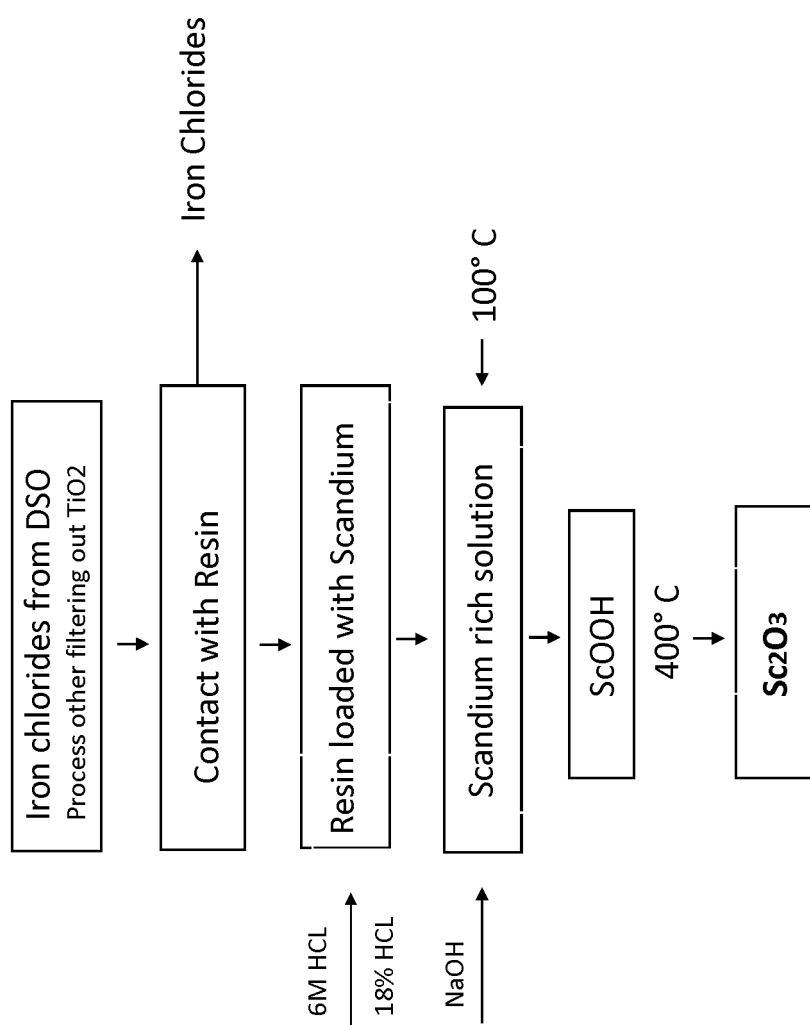 Iron chlorides from DSO
Process other filtering out TiO2
Contact with Resin
Iron Chlorides
6M HCL
18% HCL
Resin loaded with Scandium
NaOH
Scandium rich solution
100° C
ScOOH
400° C
Sc2O3